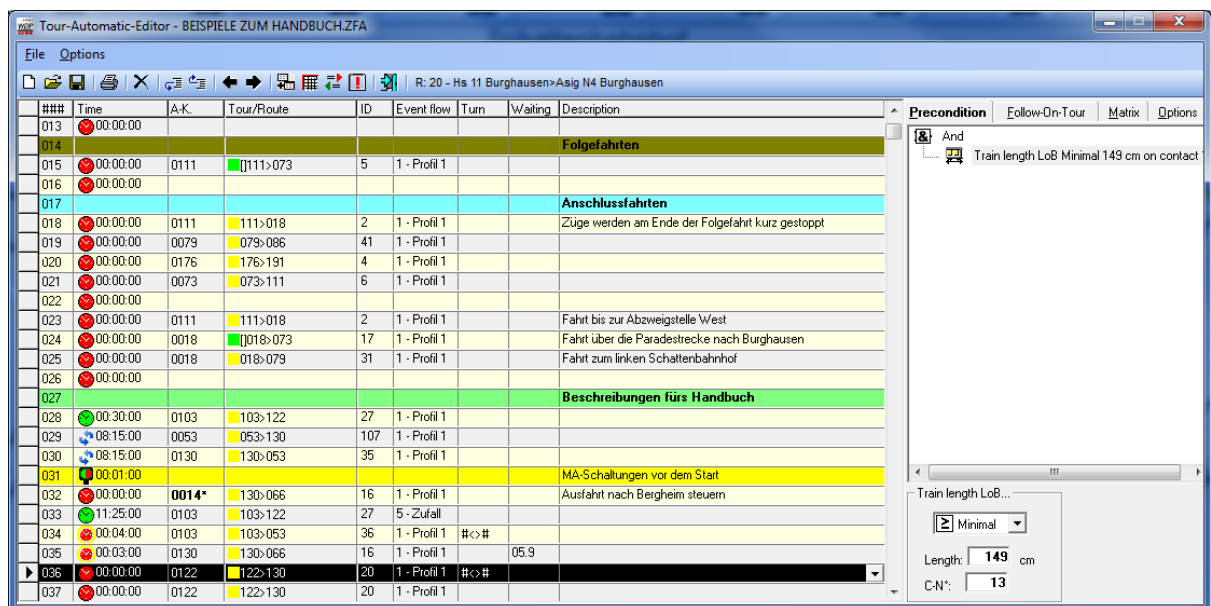 Tour-Automatic-Editor - BEISPIELE ZUM HANDBUCH.ZFA
File Options
R: 20 - Hs 11 Burghausen>Asig N4 Burghausen
### Time A-K. Tour/Route ID Event flow Turn Waiting Description
013 00:00:00
014 Folgefahrten
015 00:00:00 0111 []111>073 5 1 - Profil 1
016 00:00:00
017 Anschlussfahrten
018 00:00:00 0111 111>018 2 1 - Profil 1 Züge werden am Ende der Folgefahrt kurz gestoppt
019 00:00:00 0079 079>086 41 1 - Profil 1
020 00:00:00 0176 176>191 4 1 - Profil 1
021 00:00:00 0073 073>111 6 1 - Profil 1
022 00:00:00
023 00:00:00 0111 111>018 2 1 - Profil 1 Fahrt bis zur Abzweigstelle West
024 00:00:00 0018 []018>073 17 1 - Profil 1 Fahrt über die Paradestrecke nach Burghausen
025 00:00:00 0018 018>079 31 1 - Profil 1 Fahrt zum linken Schattenbahnhof
026 00:00:00
027 Beschreibungen fürs Handbuch
028 00:30:00 0103 103>122 27 1 - Profil 1
029 08:15:00 0053 053>130 107 1 - Profil 1
030 08:15:00 0130 130>053 35 1 - Profil 1
031 00:01:00 MA-Schaltungen vor dem Start
032 00:00:00 0014* 130>066 16 1 - Profil 1 Ausfahrt nach Bergheim steuern
033 11:25:00 0103 103>122 27 5 - Zufall
034 00:04:00 0103 103>053 36 1 - Profil 1 #<>#
035 00:03:00 0130 130>066 16 1 - Profil 1 05.9
036 00:00:00 0122 122>130 20 1 - Profil 1 #<>#
037 00:00:00 0122 122>130 20 1 - Profil 1
Precondition Follow-On-Tour Matrix Options
& And
Train length LoB Minimal 149 cm on contact 1
Train length LoB...
≥ Minimal
Length: 149 cm
C-N°: 13